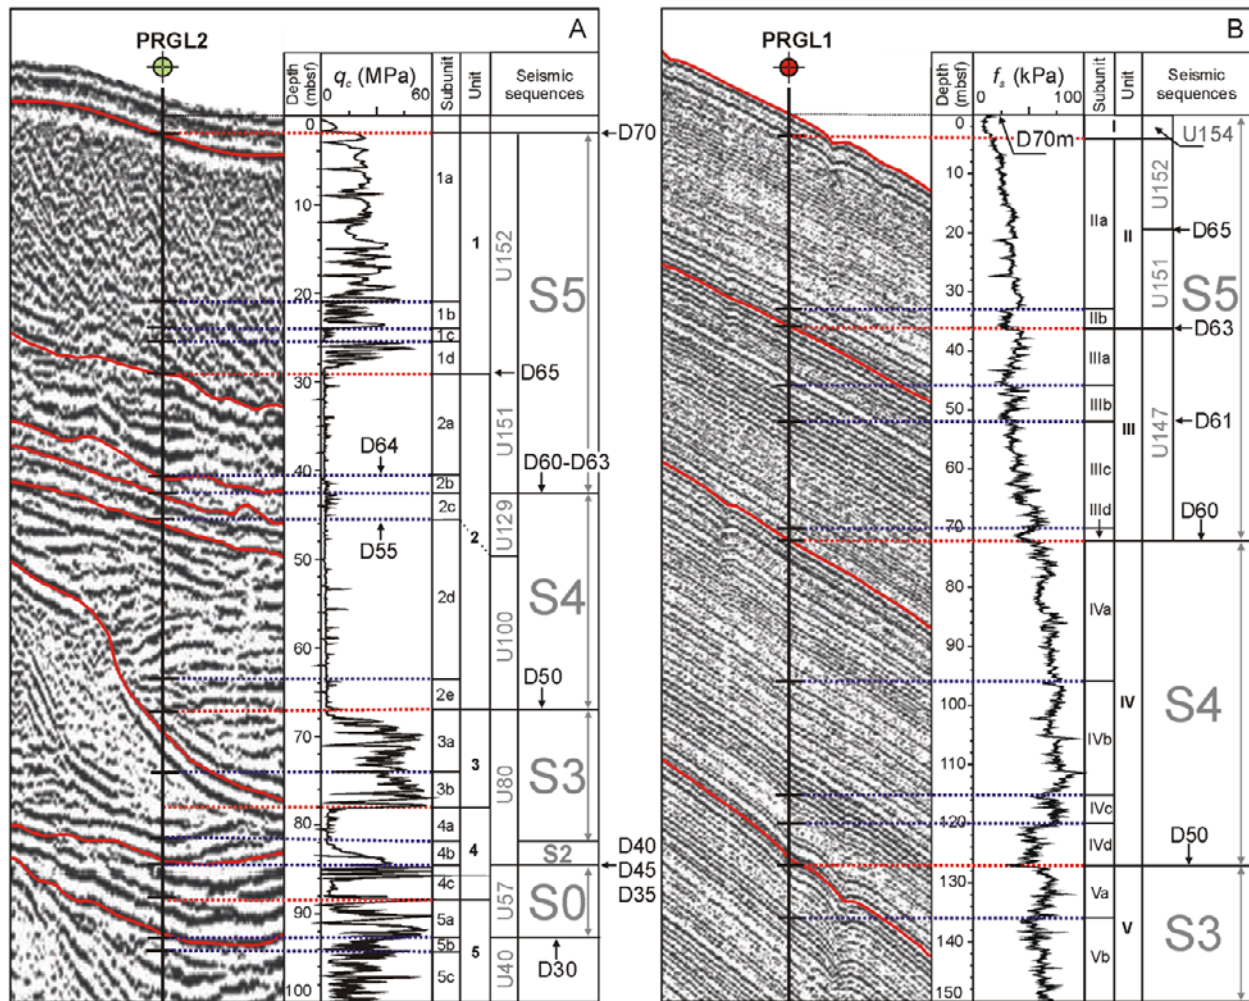 A
PRGL2
Depth (mbsf)
qc (MPa)
0 60
Subunit
Unit
Seismic sequences
0
10
20
30
40
50
60
70
80
90
100
1a
1b
1c
1d
2a
2b
2c
2d
2e
3a
3b
4a
4b
4c
5a
5b
5c
1
2
3
4
5
U152
U151
U129
U100
U80
U57
U40
S5
S4
S3
S2
S0
D70
D65
D64
D60-D63
D55
D50
D40
D45
D35
D30
B
PRGL1
Depth (mbsf)
fs (kPa)
0 100
Subunit
Unit
Seismic sequences
0
10
20
30
40
50
60
70
80
90
100
110
120
130
140
150
D70m
IIa
IIb
IIIa
IIIb
IIIc
IIId
IVa
IVb
IVc
IVd
Va
Vb
I
II
III
IV
V
U154
U152
U151
U147
S5
S4
S3
D65
D63
D61
D60
D50